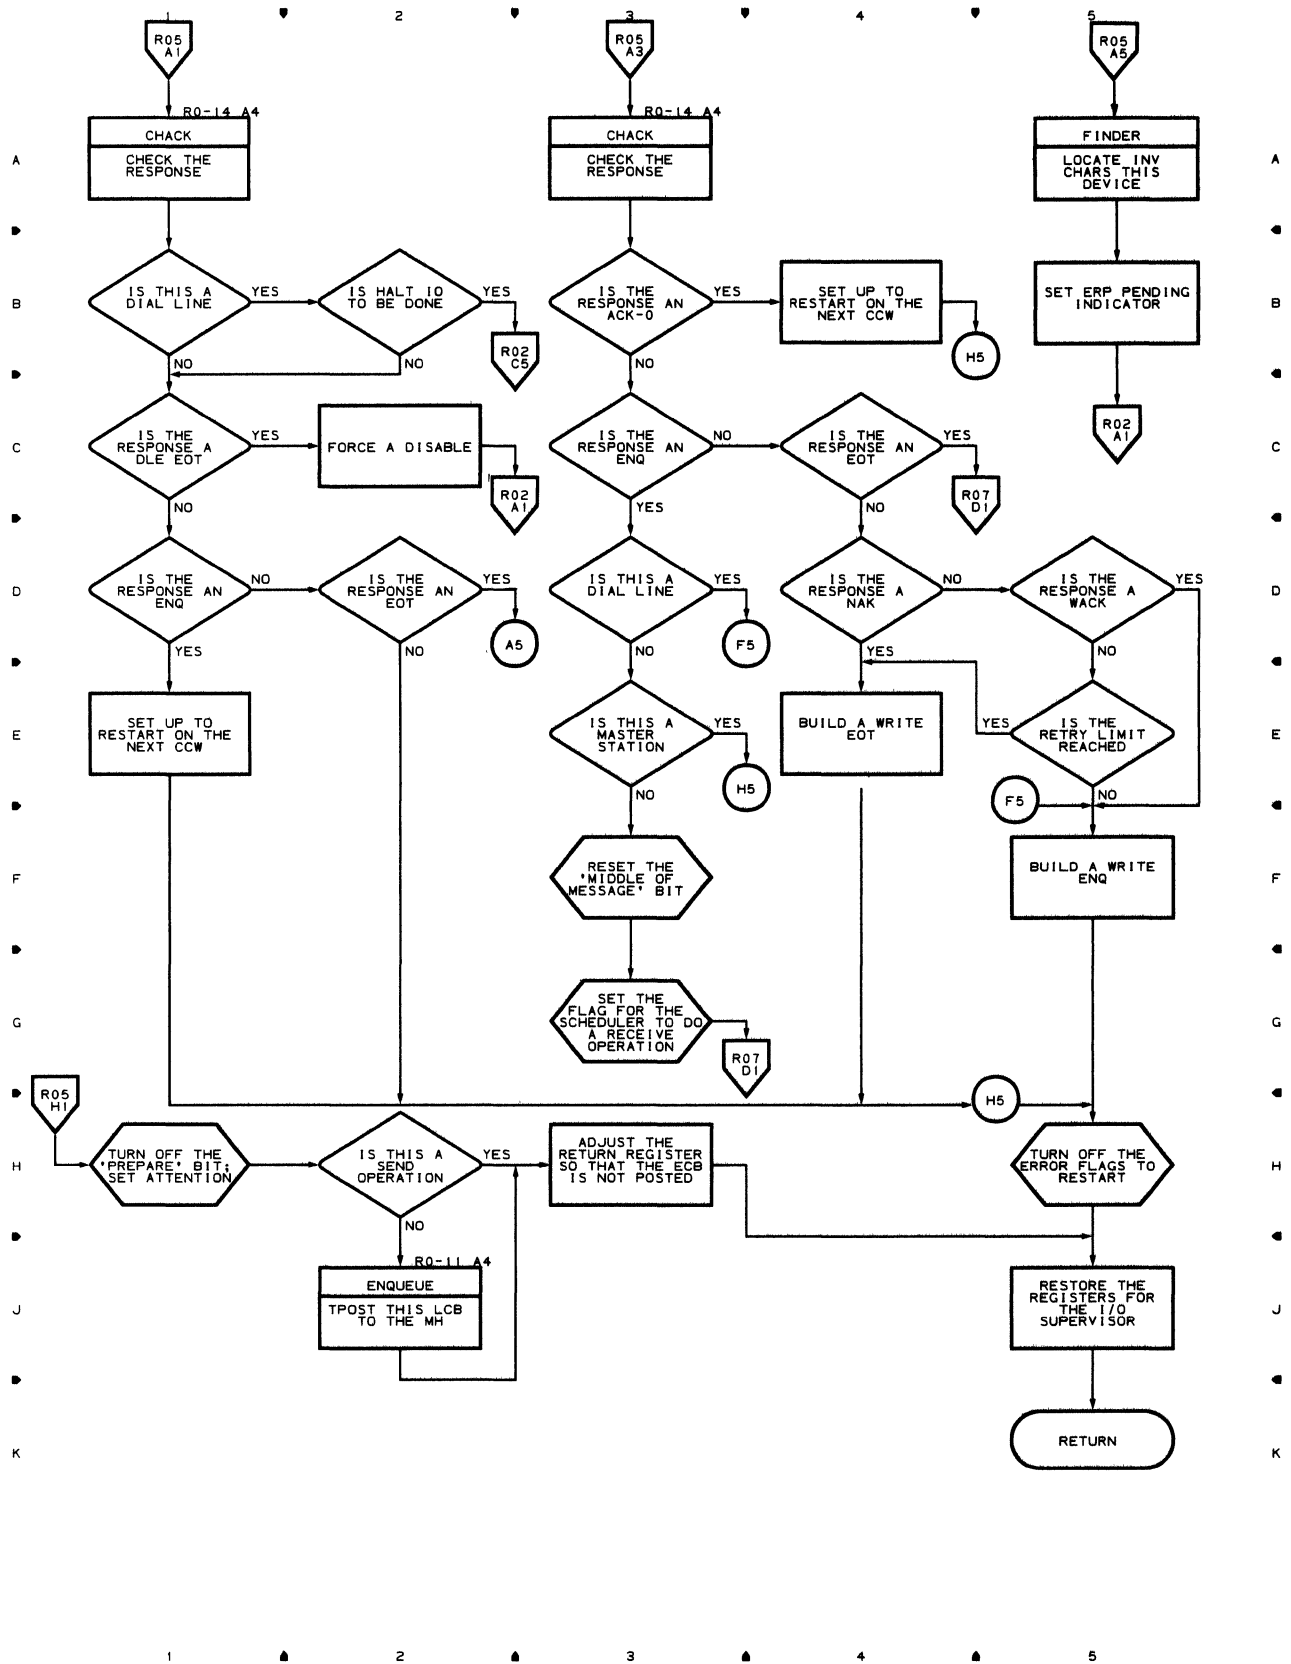 1 2 3 4 5
R05
A1
R05
A3
R05
A5
R0-14 A4
CHACK
CHECK THE
RESPONSE
R0-14 A4
CHACK
CHECK THE
RESPONSE
FINDER
LOCATE INV
CHARS THIS
DEVICE
A
A
IS THIS A
DIAL LINE
YES
NO
IS HALT IO
TO BE DONE
YES
NO
R02
C5
IS THE
RESPONSE AN
ACK-0
YES
NO
SET UP TO
RESTART ON THE
NEXT CCW
H5
SET ERP PENDING
INDICATOR
R02
A1
B
B
IS THE
RESPONSE A
DLE EOT
YES
NO
FORCE A DISABLE
R02
A1
IS THE
RESPONSE AN
ENQ
NO
YES
IS THE
RESPONSE AN
EOT
YES
NO
R07
D1
C
C
IS THE
RESPONSE AN
ENQ
NO
YES
IS THE
RESPONSE AN
EOT
YES
NO
A5
IS THIS A
DIAL LINE
YES
NO
F5
IS THE
RESPONSE A
NAK
NO
YES
IS THE
RESPONSE A
WACK
YES
NO
D
D
SET UP TO
RESTART ON THE
NEXT CCW
IS THIS A
MASTER
STATION
YES
NO
H5
BUILD A WRITE
EOT
IS THE
RETRY LIMIT
REACHED
YES
NO
F5
E
E
RESET THE
'MIDDLE OF
MESSAGE' BIT
BUILD A WRITE
ENQ
F
F
SET THE
FLAG FOR THE
SCHEDULER TO DO
A RECEIVE
OPERATION
R07
D1
G
G
R05
H1
H5
TURN OFF THE
'PREPARE' BIT;
SET ATTENTION
IS THIS A
SEND
OPERATION
YES
NO
ADJUST THE
RETURN REGISTER
SO THAT THE ECB
IS NOT POSTED
TURN OFF THE
ERROR FLAGS TO
RESTART
H
H
R0-11 A4
ENQUEUE
TPOST THIS LCB
TO THE MH
RESTORE THE
REGISTERS FOR
THE I/O
SUPERVISOR
J
J
RETURN
K
K
1 2 3 4 5